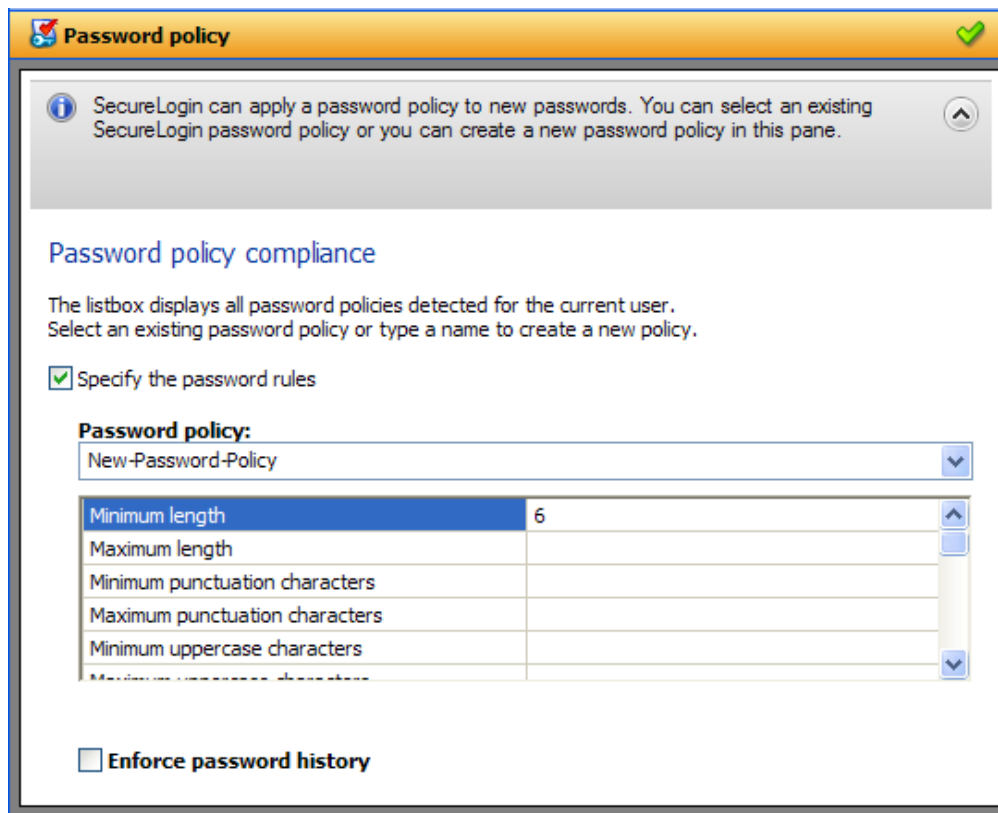 Password policy
SecureLogin can apply a password policy to new passwords. You can select an existing
SecureLogin password policy or you can create a new password policy in this pane.
Password policy compliance
The listbox displays all password policies detected for the current user.
Select an existing password policy or type a name to create a new policy.
Specify the password rules
Password policy:
New-Password-Policy
Minimum length 6
Maximum length
Minimum punctuation characters
Maximum punctuation characters
Minimum uppercase characters
Maximum uppercase characters
Enforce password history